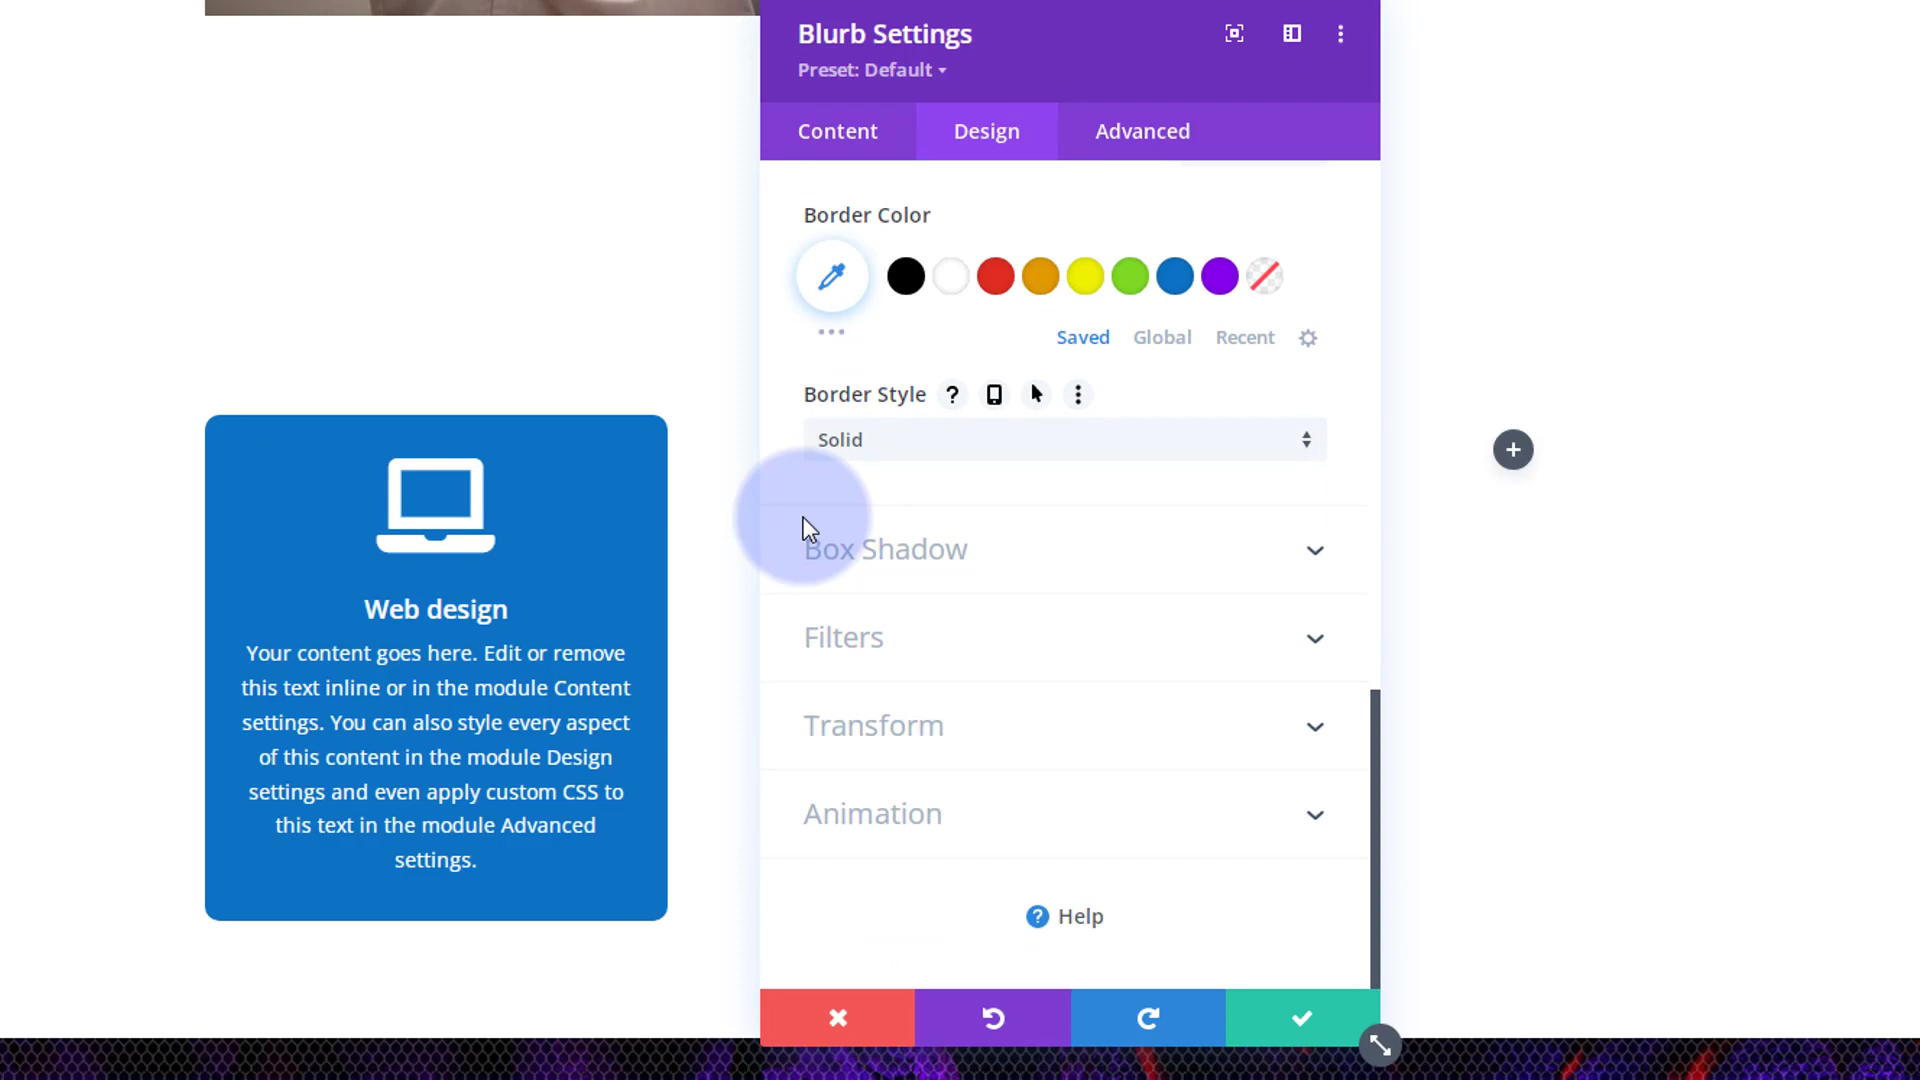 Blurb Settings
Preset: Default
Content
Design
Advanced
Border Color
Saved
Global
Recent
Border Style
Solid
Box Shadow
Filters
Transform
Animation
Help
Web design
Your content goes here. Edit or remove
this text inline or in the module Content
settings. You can also style every aspect
of this content in the module Design
settings and even apply custom CSS to
this text in the module Advanced
settings.